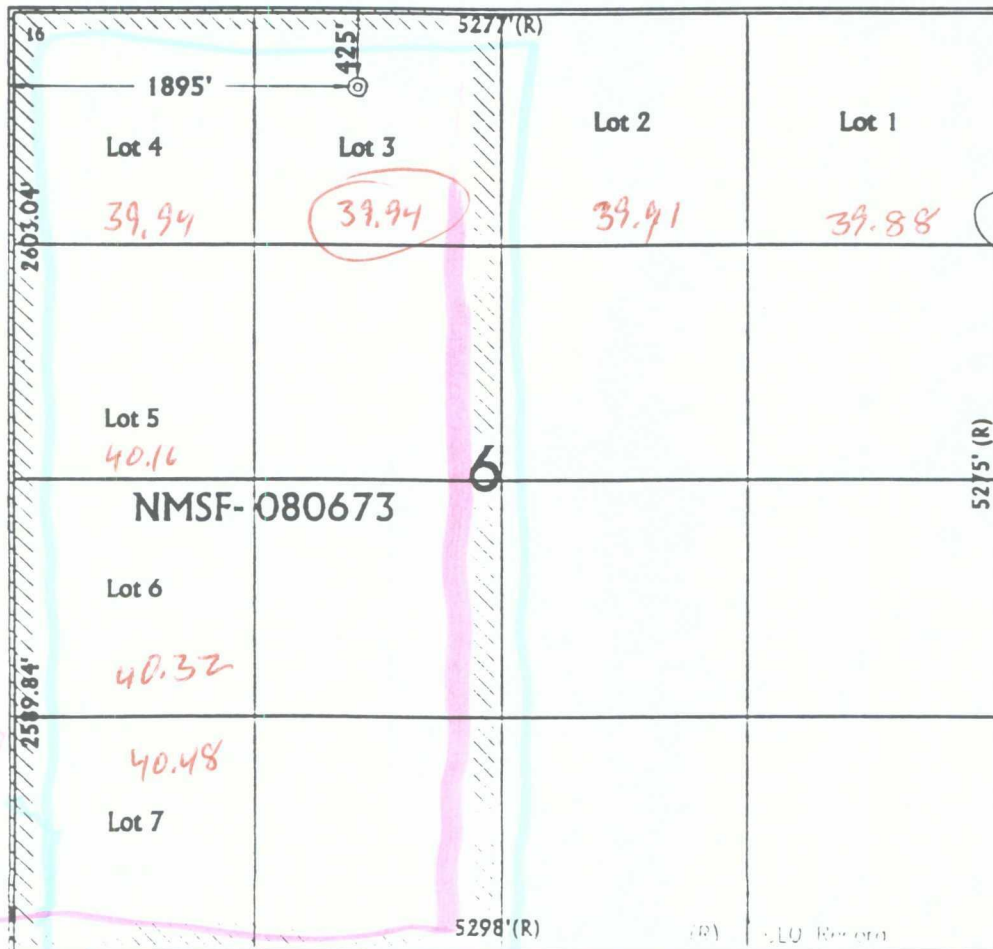 16
5277'(R)
425'
1895'
Lot 4
Lot 3
Lot 2
Lot 1
39.94
39.94
39.91
39.88
2603.04'
Lot 5
40.16
6
5275' (R)
NMSF-080673
Lot 6
40.32
2589.84'
40.48
Lot 7
5298'(R)
(R)
GLO Record